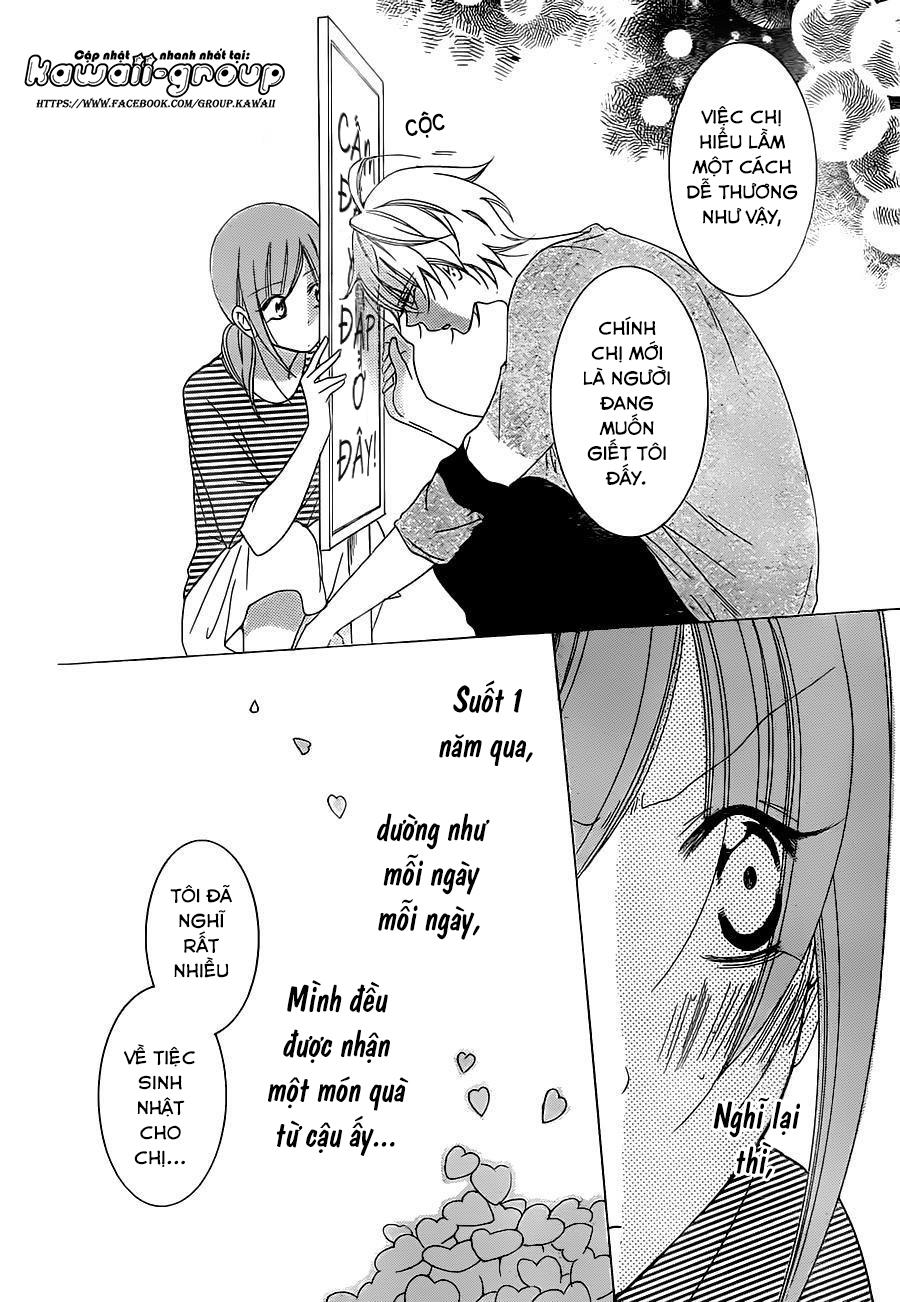 Cập nhật nhanh nhất tại:
kawaii-group
HTTPS://WWW.FACEBOOK.COM/GROUP.KAWAII
VIỆC CHỊ
HIỂU LẦM
MỘT CÁCH
DỄ THƯƠNG
NHƯ VẬY,
CHÍNH
CHỊ MỚI
LÀ NGƯỜI
ĐANG
MUỐN
GIẾT TÔI
ĐẤY.
CỘC
CẤM
ĐẬP
Ở
ĐÂY!
Nghĩ lại
thì,
Suốt 1
năm qua,
dường như
mỗi ngày
mỗi ngày,
Mình đều
được nhận
một món quà
từ cậu ấy...
TÔI ĐÃ
NGHĨ
RẤT
NHIỀU
VỀ TIỆC
SINH
NHẬT
CHO
CHỊ...